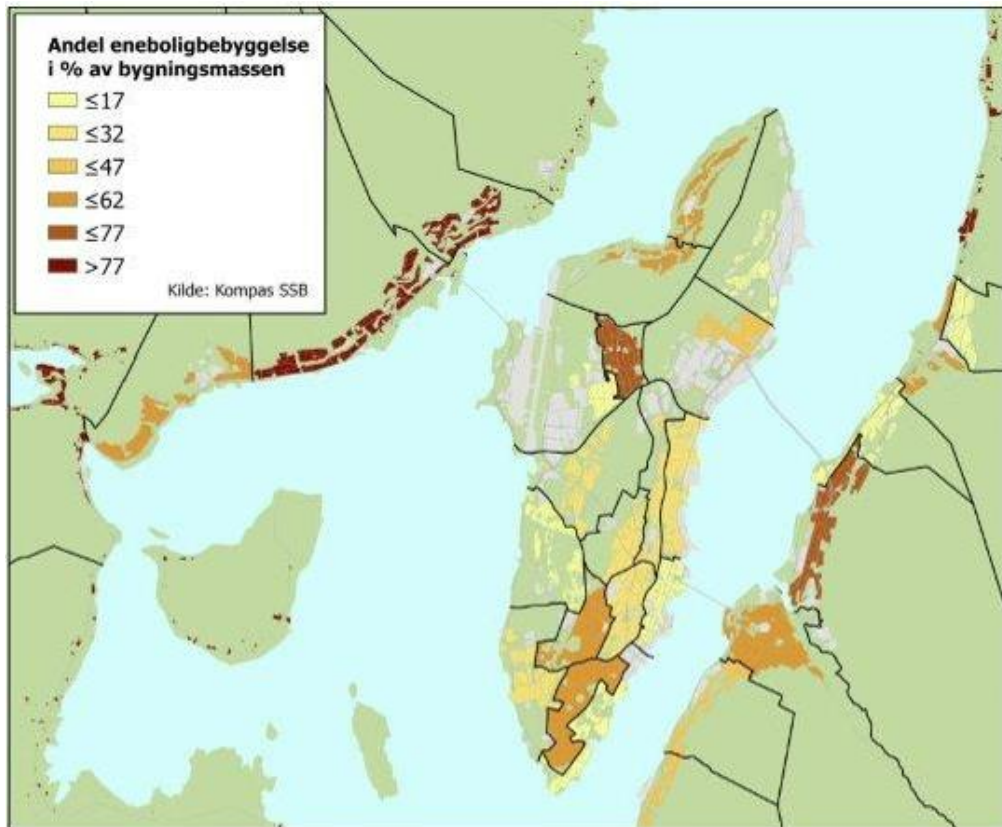 Andel eneboligbebyggelse
i % av bygningsmassen
≤17
≤32
≤47
≤62
≤77
>77
Kilde: Kompas SSB